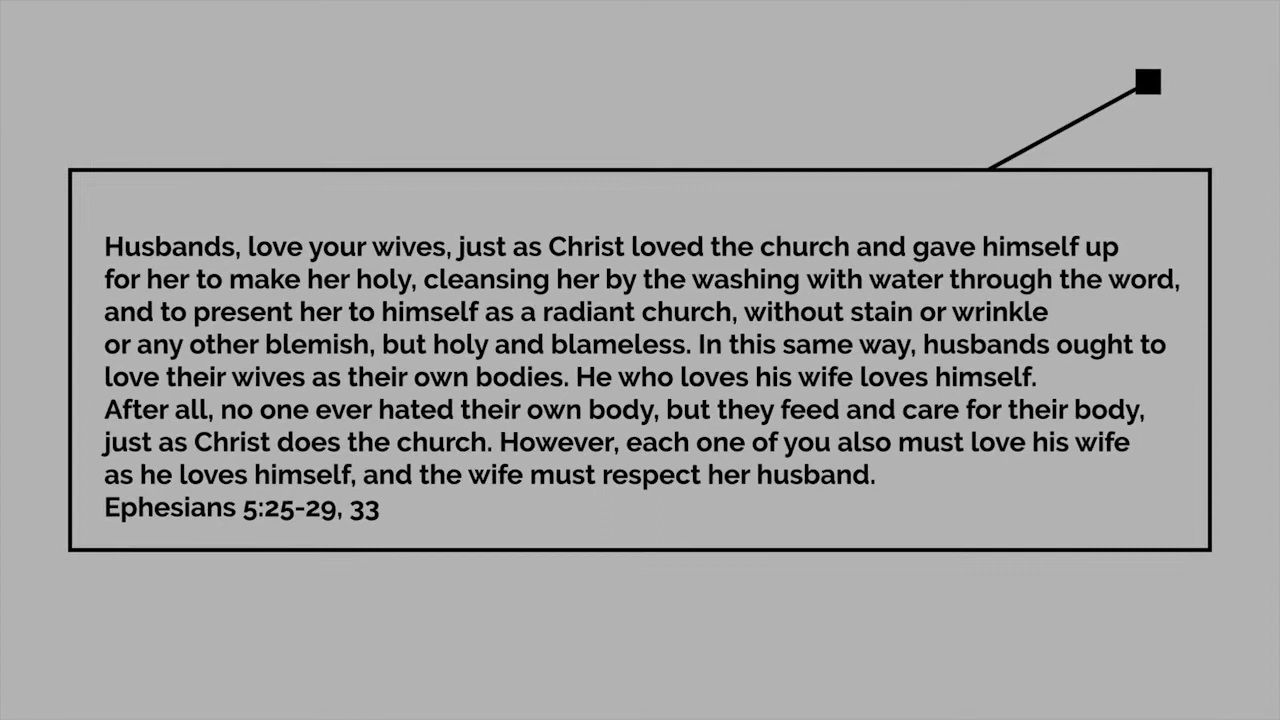 Husbands, love your wives, just as Christ loved the church and gave himself up
for her to make her holy, cleansing her by the washing with water through the word,
and to present her to himself as a radiant church, without stain or wrinkle
or any other blemish, but holy and blameless. In this same way, husbands ought to
love their wives as their own bodies. He who loves his wife loves himself.
After all, no one ever hated their own body, but they feed and care for their body,
just as Christ does the church. However, each one of you also must love his wife
as he loves himself, and the wife must respect her husband.
Ephesians 5:25-29, 33